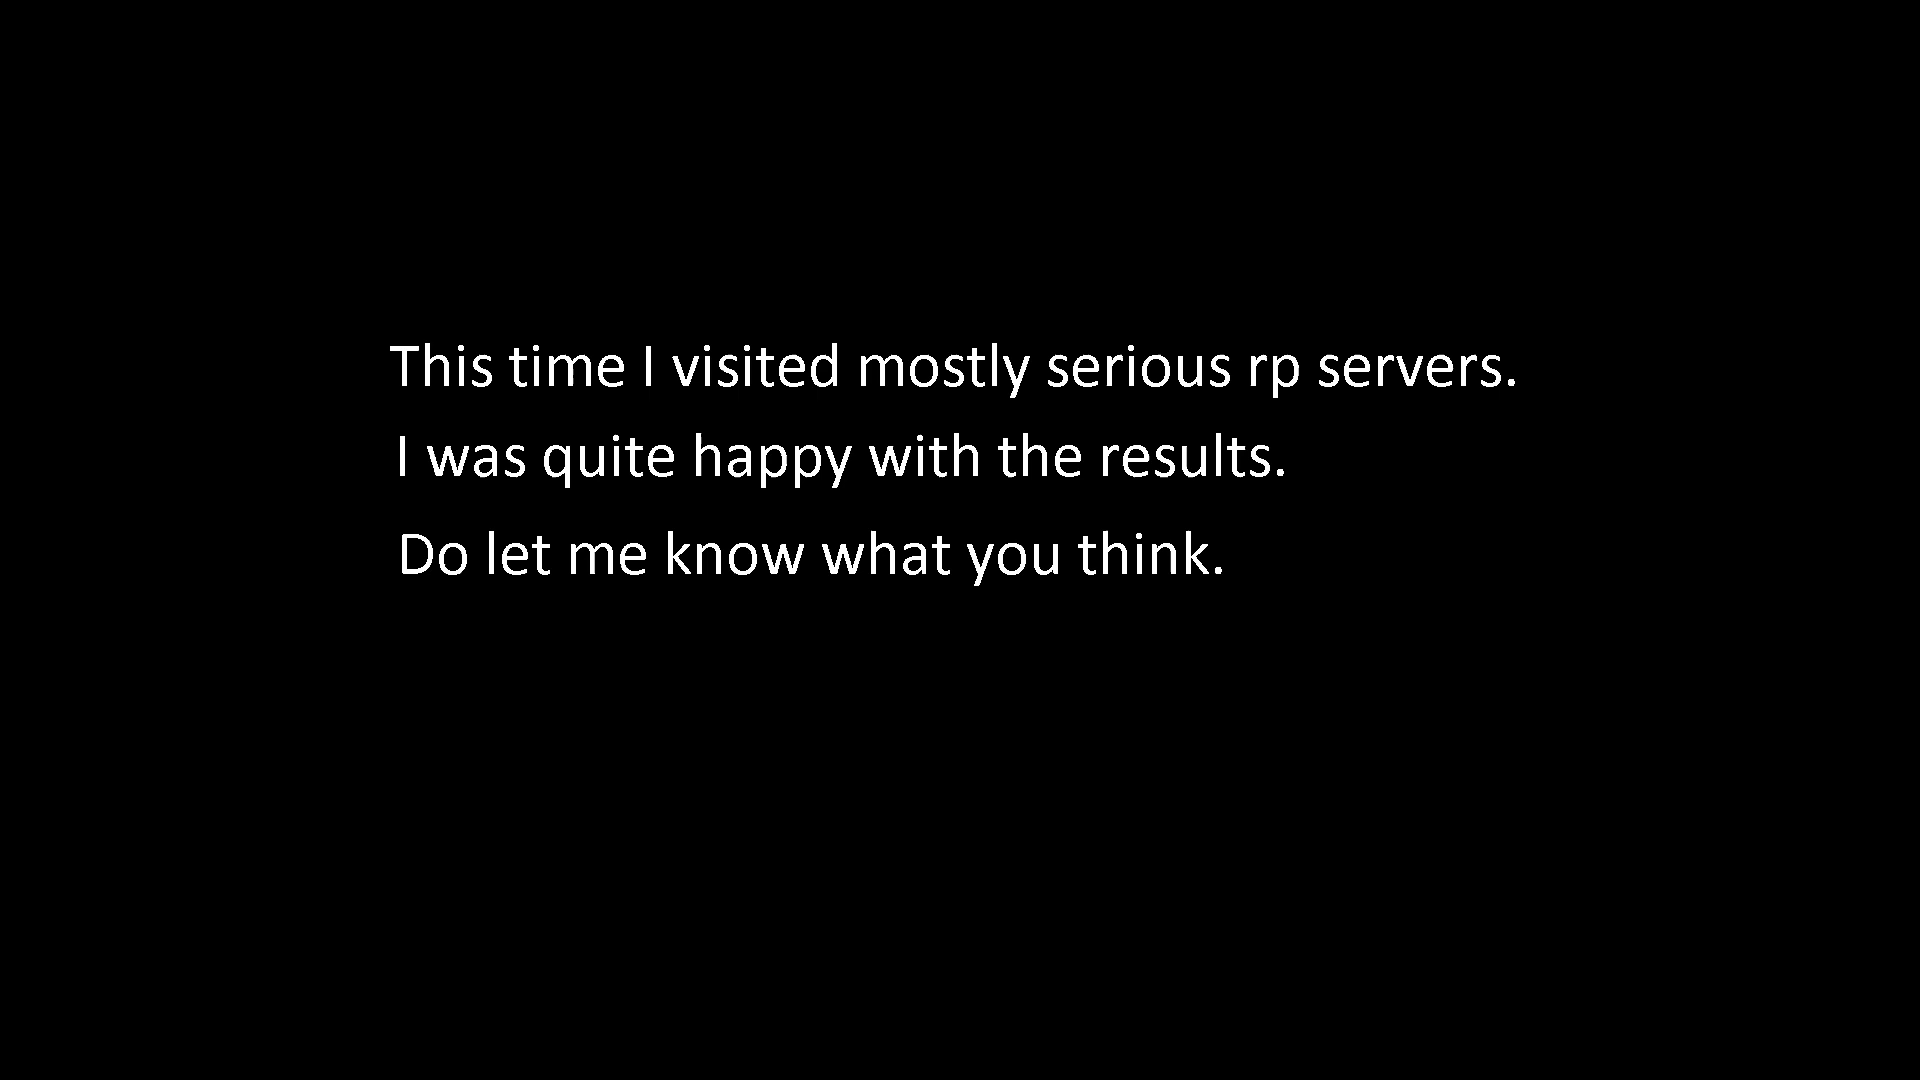 This time I visited mostly serious rp servers.
I was quite happy with the results.
Do let me know what you think.